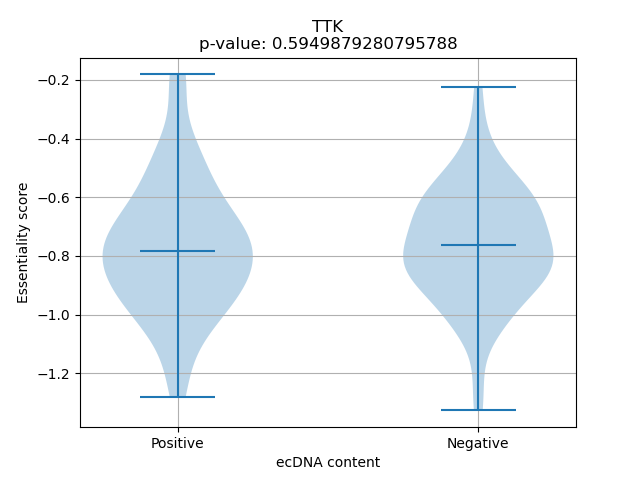 TTK
p-value: 0.5949879280795788
−0.2
−0.4
−0.6
−0.8
−1.0
−1.2
Essentiality score
Positive
Negative
ecDNA content